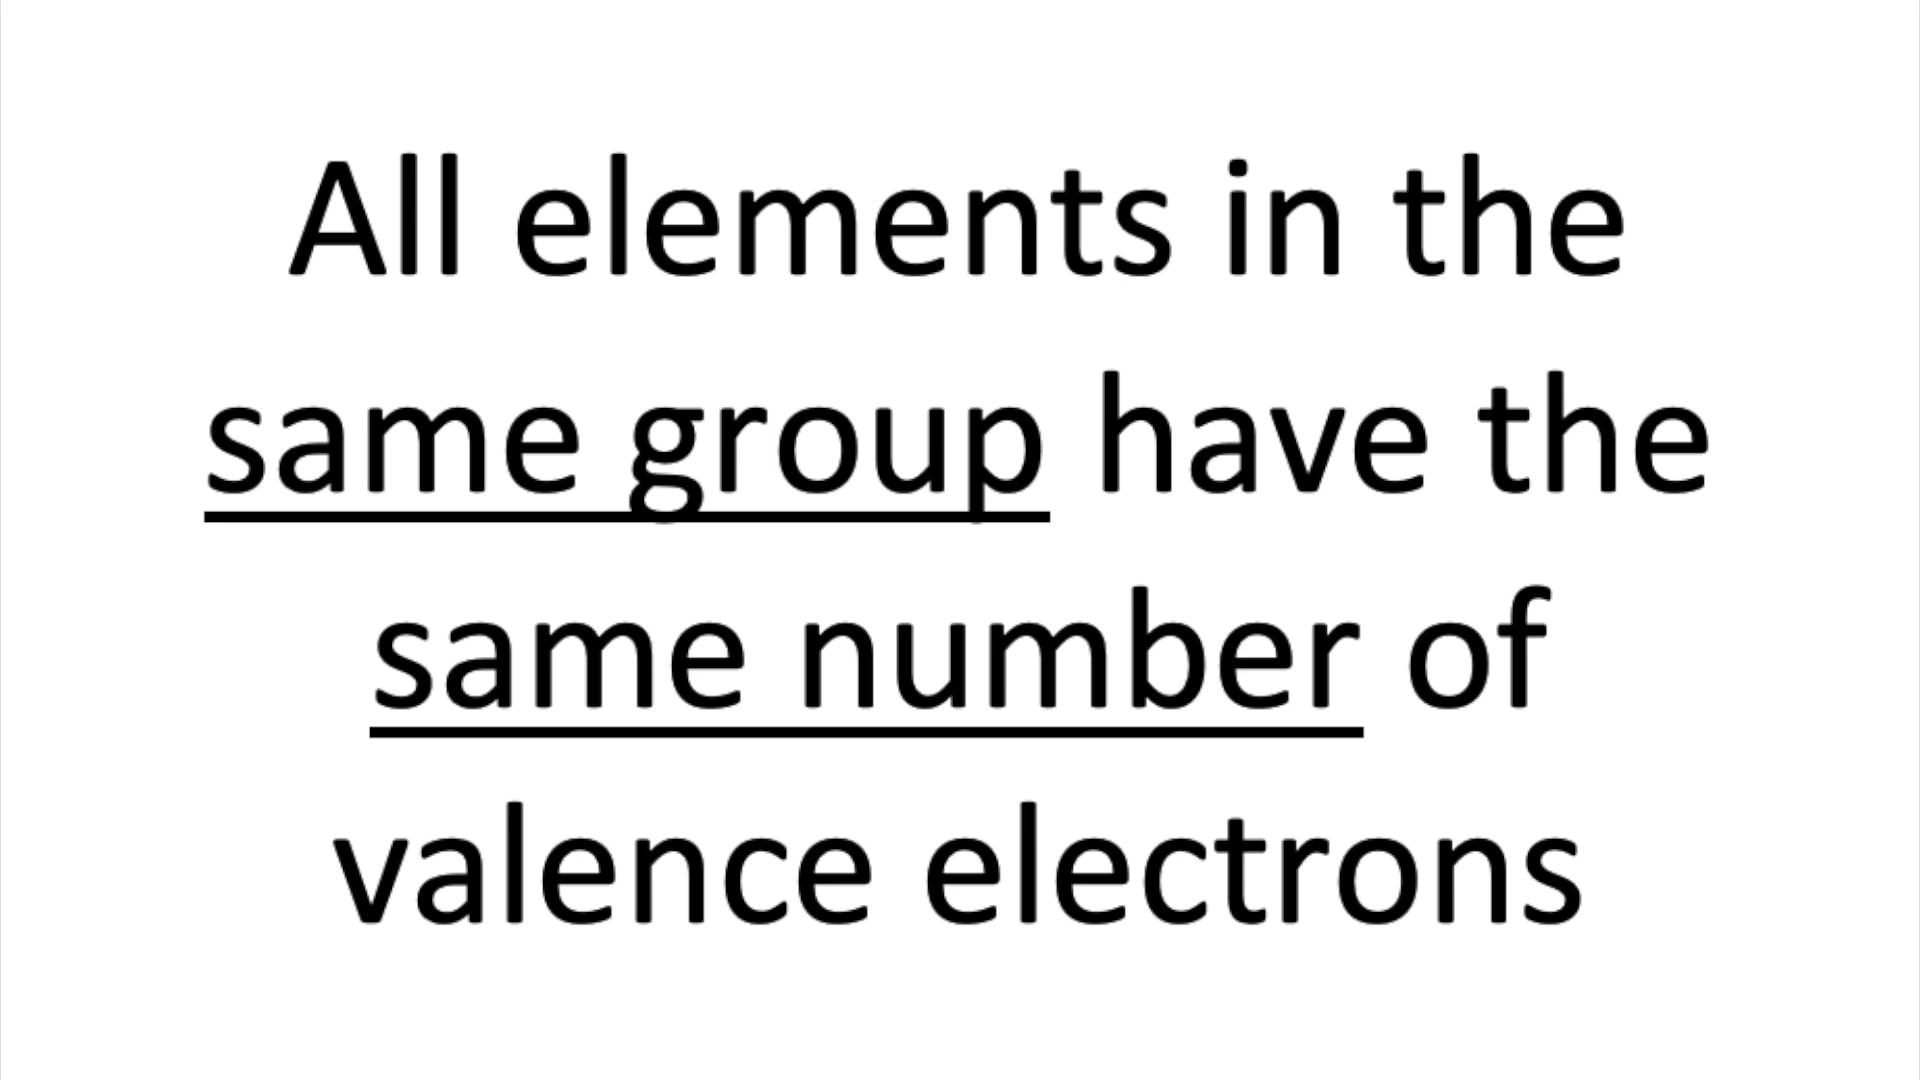 All elements in the
same group have the
same number of
valence electrons